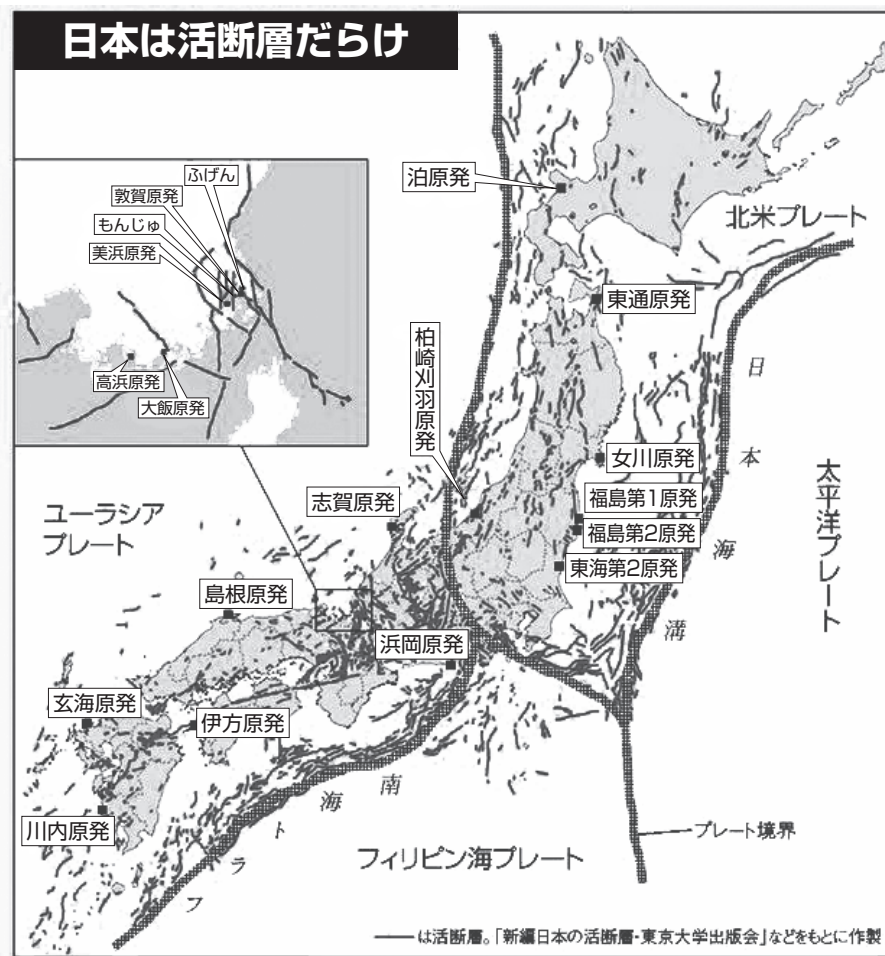 日本は活断層だらけ
ふげん
敦賀原発
もんじゅ
美浜原発
高浜原発
大飯原発
泊原発
北米プレート
東通原発
柏崎刈羽原発
日本海溝
女川原発
太平洋プレート
福島第1原発
福島第2原発
東海第2原発
志賀原発
ユーラシア
プレート
島根原発
浜岡原発
玄海原発
伊方原発
川内原発
南海トラフ
プレート境界
フィリピン海プレート
——は活断層。「新編日本の活断層・東京大学出版会」などをもとに作製